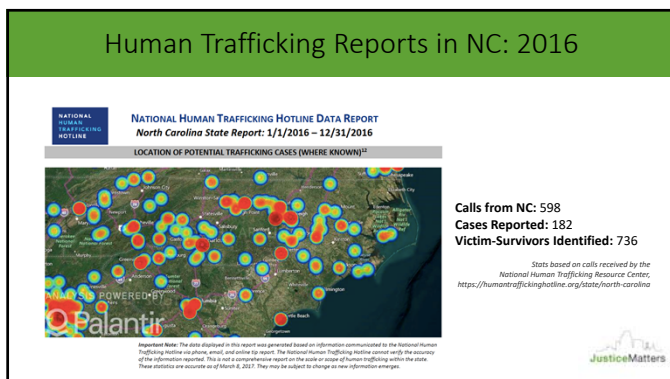 Human Trafficking Reports in NC: 2016
NATIONAL
HUMAN
TRAFFICKING
HOTLINE
NATIONAL HUMAN TRAFFICKING HOTLINE DATA REPORT
North Carolina State Report: 1/1/2016 – 12/31/2016
LOCATION OF POTENTIAL TRAFFICKING CASES (WHERE KNOWN)12
ANALYSIS POWERED BY
Palantir
Calls from NC: 598
Cases Reported: 182
Victim-Survivors Identified: 736
Stats based on calls received by the
National Human Trafficking Resource Center,
https://humantraffickinghotline.org/state/north-carolina
Important Note: The data displayed in this report was generated based on information communicated to the National Human
Trafficking Hotline via phone, email, and online tip report. The National Human Trafficking Hotline cannot verify the accuracy
of the information reported. This is not a comprehensive report on the scale or scope of human trafficking within the state.
These statistics are accurate as of March 8, 2017. They may be subject to change as new information emerges.
JusticeMatters